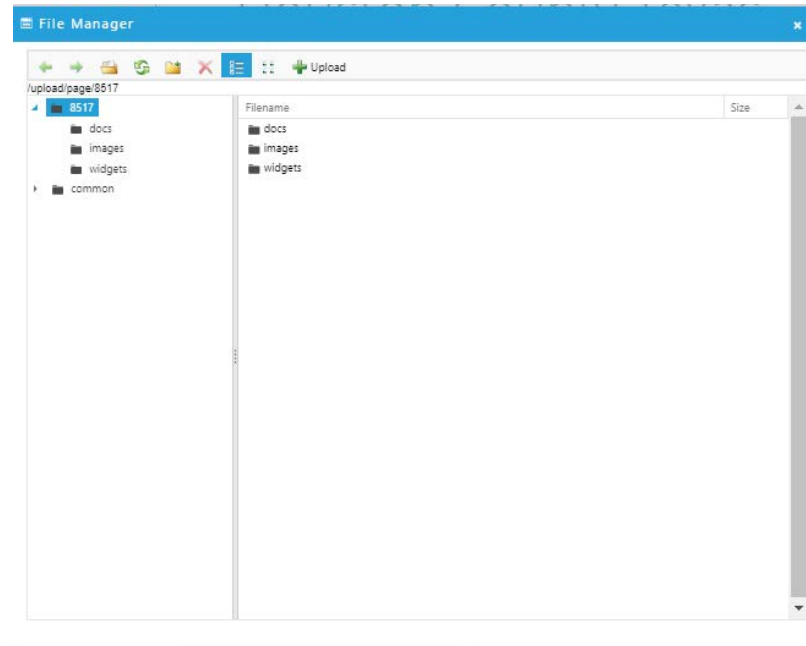 File Manager
Upload
/upload/page/8517
8517
docs
images
widgets
common
Filename Size
docs
images
widgets